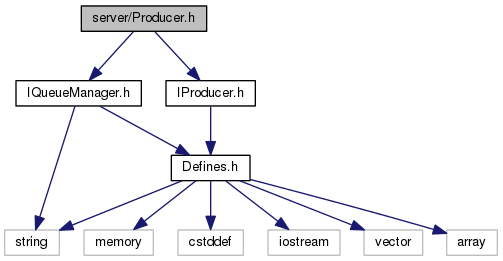 server/Producer.h
IQueueManager.h
IProducer.h
Defines.h
string
memory
cstddef
iostream
vector
array